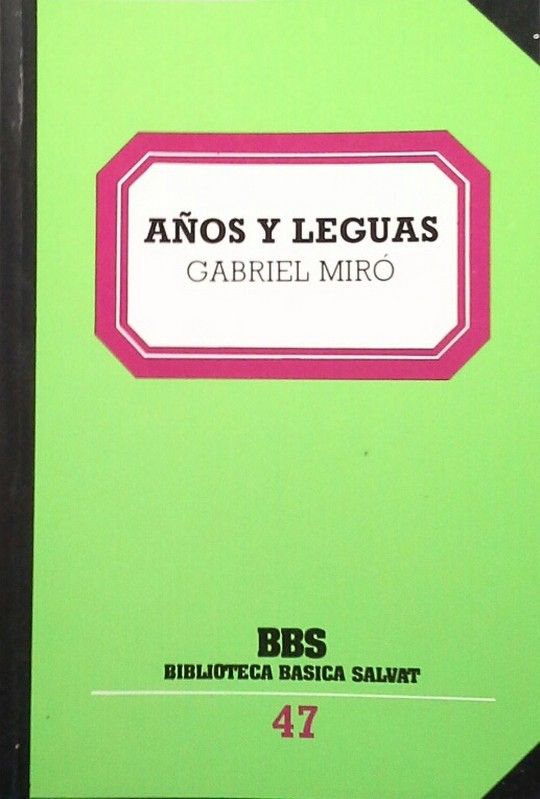 AÑOS Y LEGUAS
GABRIEL MIRÓ
BBS
BIBLIOTECA BASICA SALVAT
47